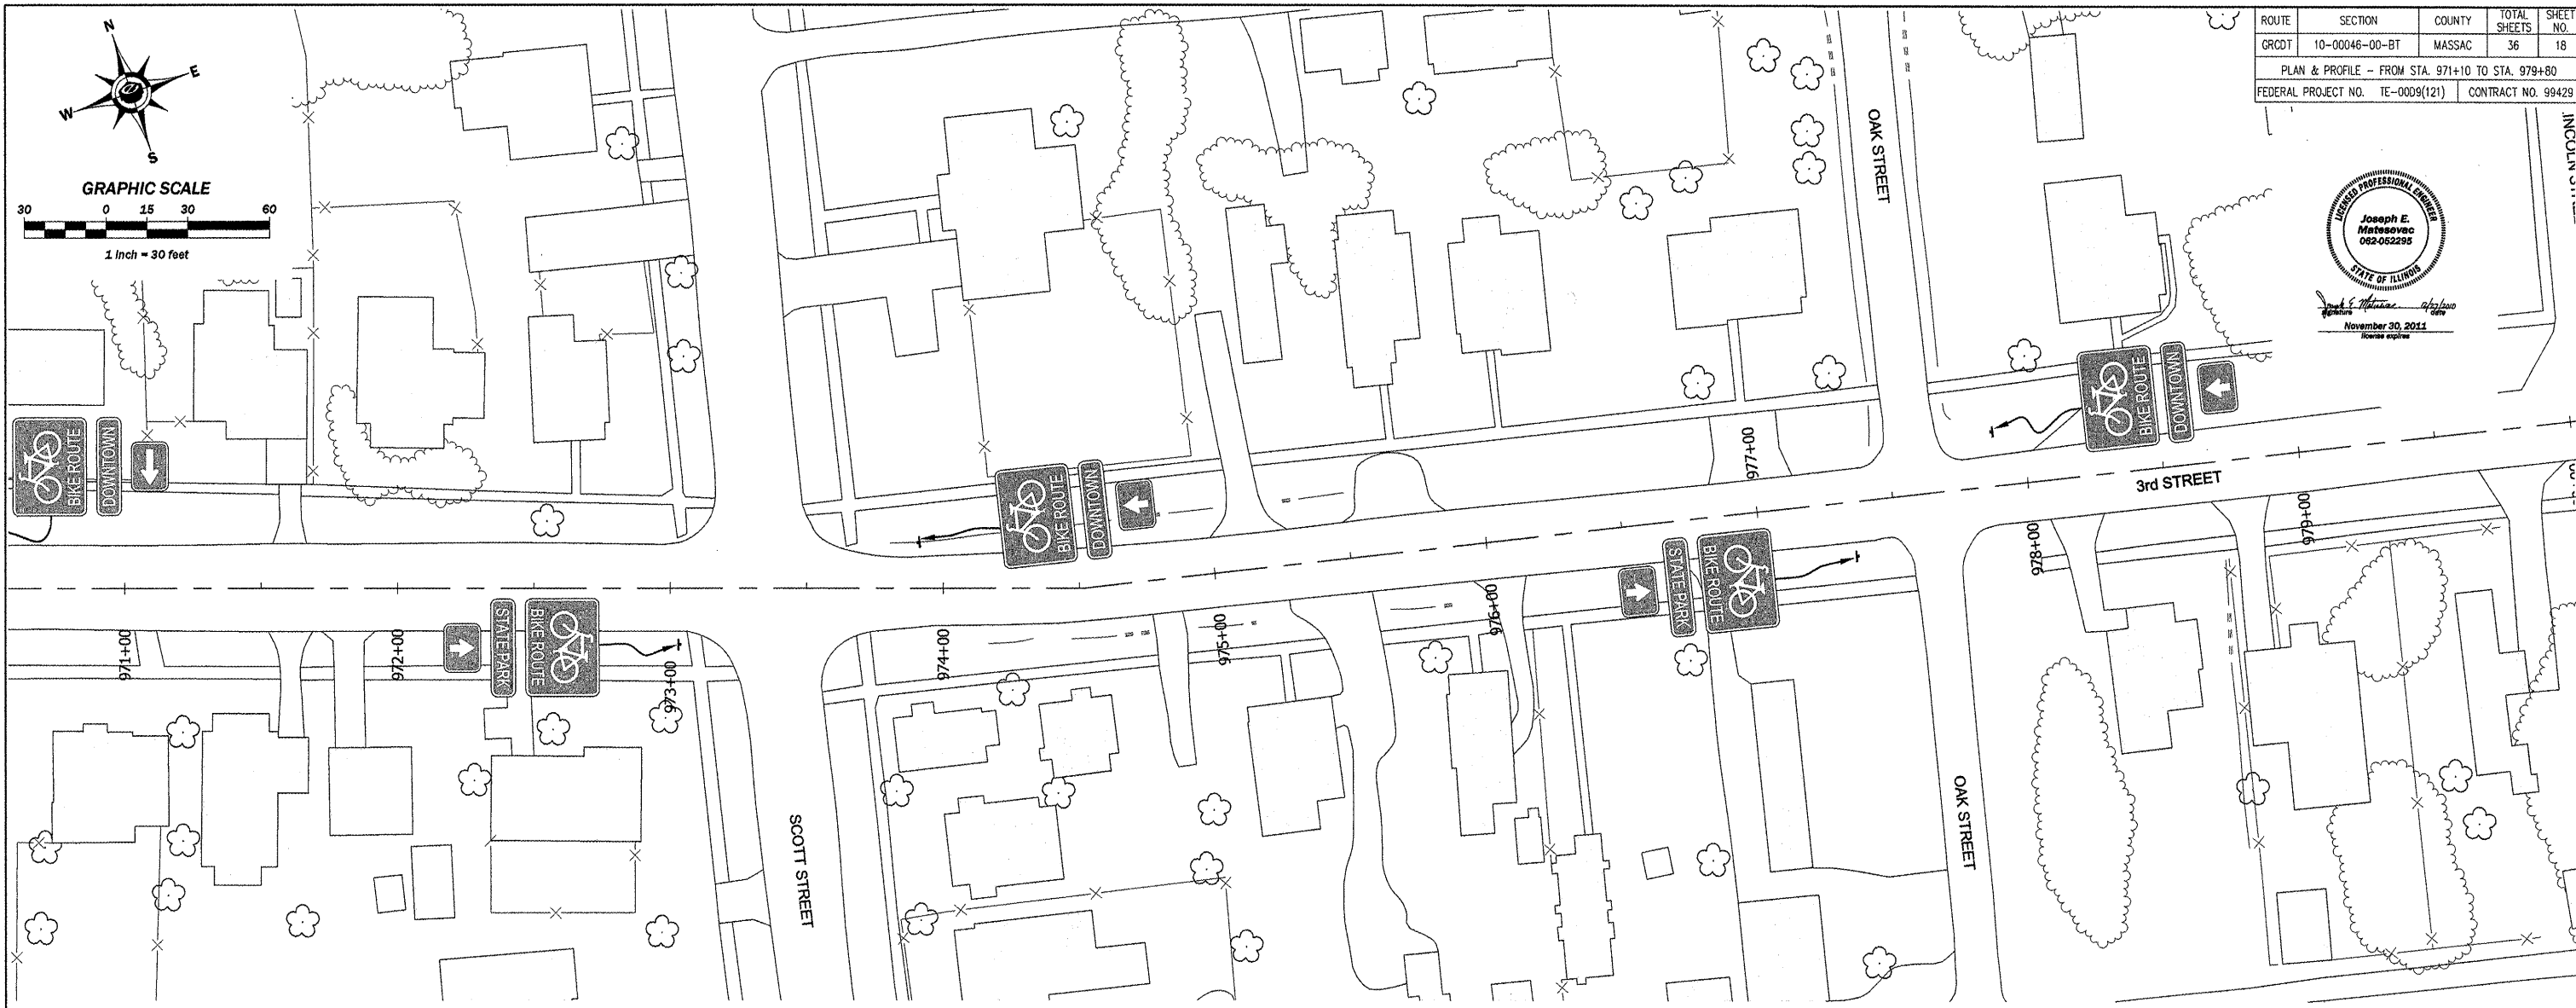 N
E
W
S
GRAPHIC SCALE
30 0 15 30 60
1 inch = 30 feet
ROUTE SECTION COUNTY TOTAL SHEETS SHEET NO.
GRCDT 10-00046-00-BT MASSAC 36 18
PLAN & PROFILE - FROM STA. 971+10 TO STA. 979+80
FEDERAL PROJECT NO. TE-00D9(121) CONTRACT NO. 99429
LICENSED PROFESSIONAL ENGINEER
Joseph E.
Matesevac
062-052295
STATE OF ILLINOIS
signature date
November 30, 2011
license expires
OAK STREET
BIKE ROUTE
DOWNTOWN
BIKE ROUTE
DOWNTOWN
BIKE ROUTE
DOWNTOWN
3rd STREET
977+00
979+00
978+00
976+00
975+00
974+00
973+00
972+00
971+00
STATE PARK
BIKE ROUTE
STATE PARK
BIKE ROUTE
SCOTT STREET
OAK STREET